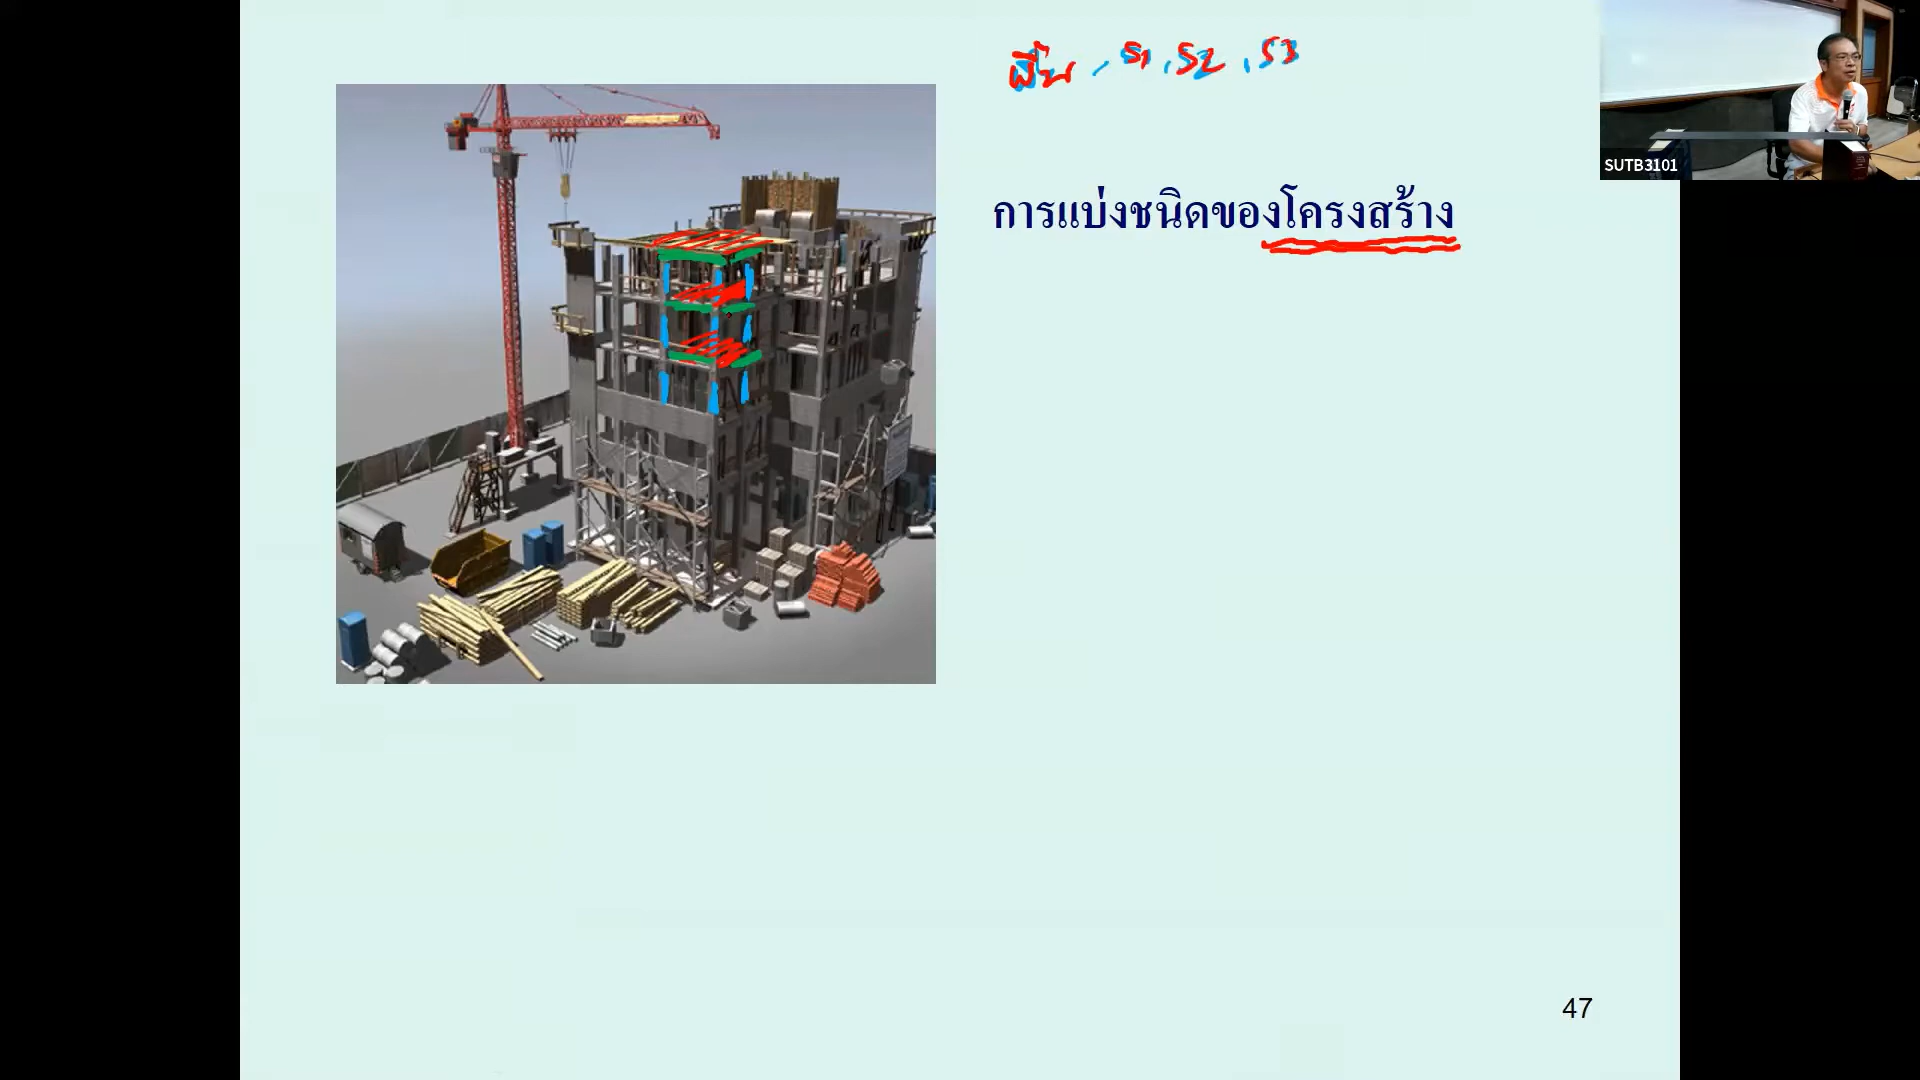 พื้น, S1, S2, S3
SUTB3101
การแบ่งชนิดของโครงสร้าง
47